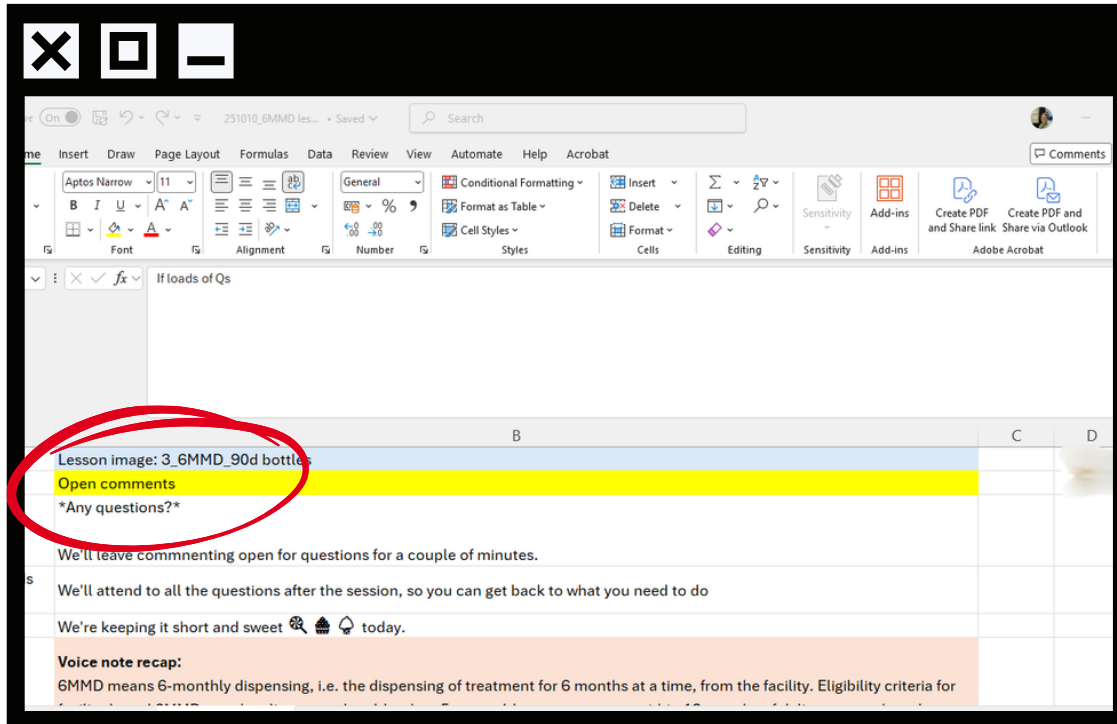 On
251010_6MMD les... • Saved
Search
Insert Draw Page Layout Formulas Data Review View Automate Help Acrobat
Comments
Aptos Narrow 11
General
Conditional Formatting
Insert
B I U A A
%
Format as Table
Delete
Sensitivity
Add-ins
Create PDF and Share link
Create PDF and Share via Outlook
A
Cell Styles
Format
Font Alignment Number Styles Cells Editing Sensitivity Add-ins Adobe Acrobat
fx If loads of Qs
B C D
Lesson image: 3_6MMD_90d bottles
Open comments
*Any questions?*
We'll leave commnenting open for questions for a couple of minutes.
We'll attend to all the questions after the session, so you can get back to what you need to do
We're keeping it short and sweet today.
Voice note recap:
6MMD means 6-monthly dispensing, i.e. the dispensing of treatment for 6 months at a time, from the facility. Eligibility criteria for